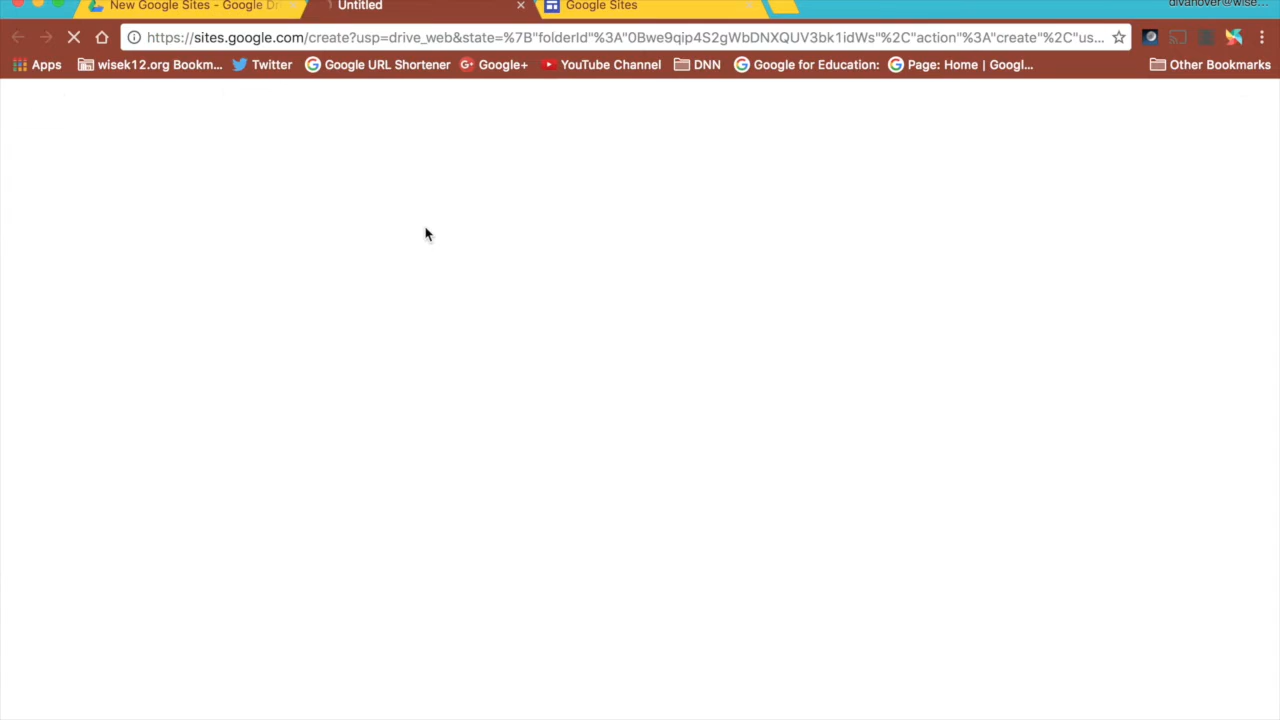 New Google Sites - Google Dr
Untitled
Google Sites
divanover@wise...
https://sites.google.com/create?usp=drive_web&state=%7B"folderId"%3A"0Bwe9qip4S2gWbDNXQUV3bk1idWs"%2C"action"%3A"create"%2C"us...
Apps
wisek12.org Bookm...
Twitter
Google URL Shortener
Google+
YouTube Channel
DNN
Google for Education:
Page: Home | Googl...
Other Bookmarks